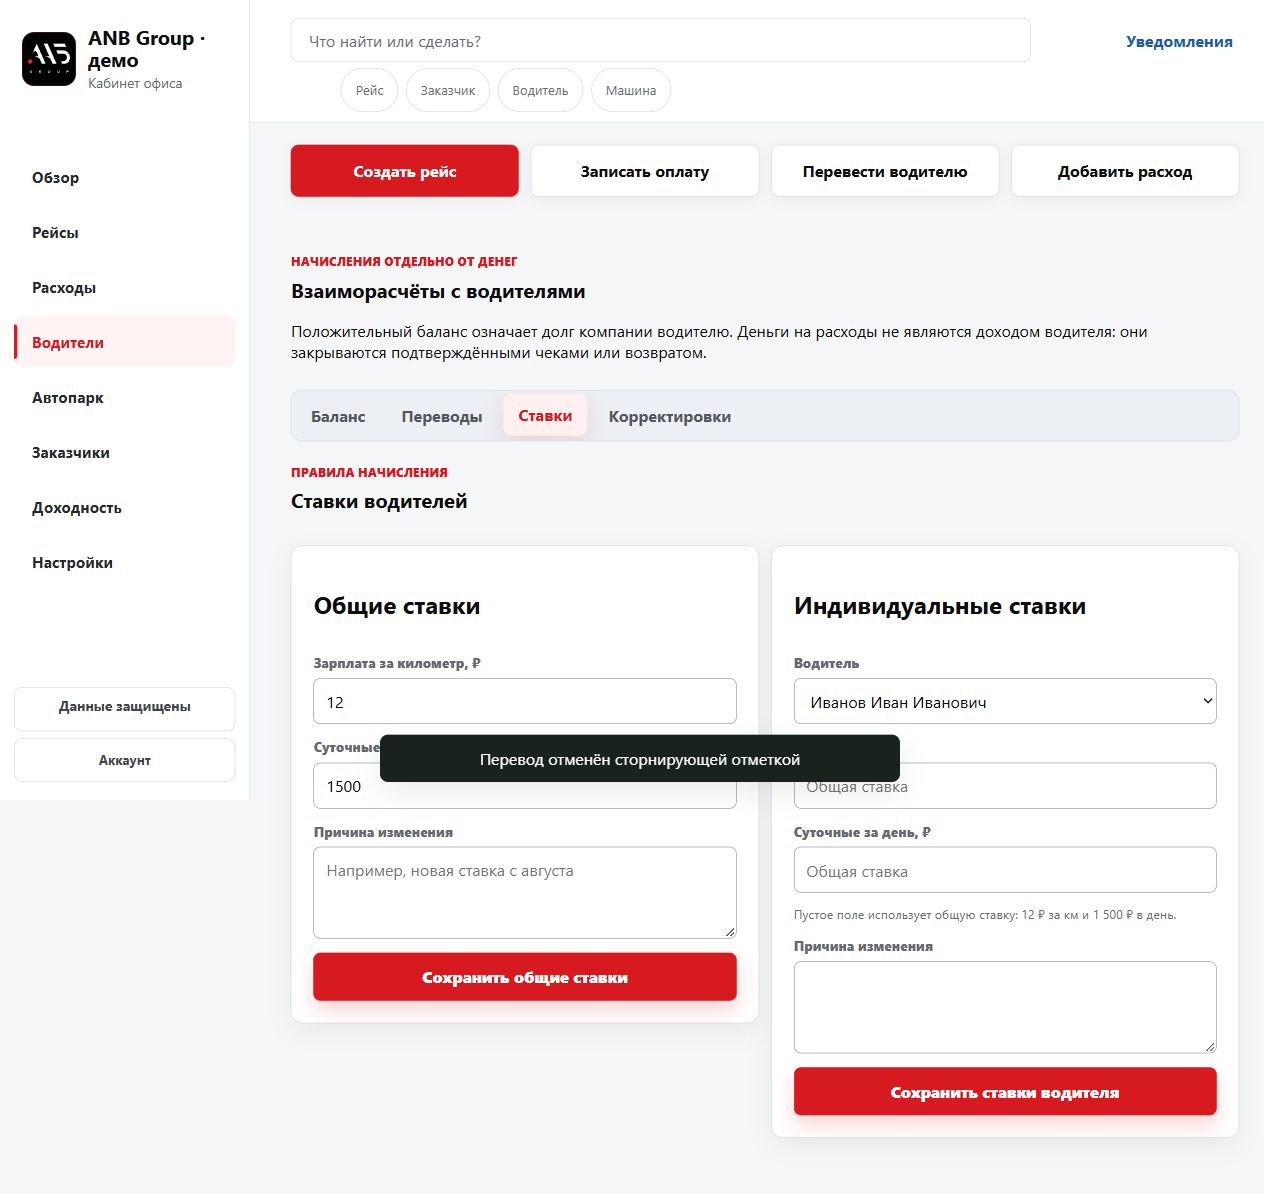 ANB
GROUP
ANB Group ·
демо
Кабинет офиса
Что найти или сделать?
Уведомления
Рейс
Заказчик
Водитель
Машина
Обзор
Рейсы
Расходы
Водители
Автопарк
Заказчики
Доходность
Настройки
Данные защищены
Аккаунт
Создать рейс
Записать оплату
Перевести водителю
Добавить расход
НАЧИСЛЕНИЯ ОТДЕЛЬНО ОТ ДЕНЕГ
Взаиморасчёты с водителями
Положительный баланс означает долг компании водителю. Деньги на расходы не являются доходом водителя: они
закрываются подтверждёнными чеками или возвратом.
Баланс
Переводы
Ставки
Корректировки
ПРАВИЛА НАЧИСЛЕНИЯ
Ставки водителей
Общие ставки
Зарплата за километр, ₽
12
Суточные
1500
Причина изменения
Например, новая ставка с августа
Сохранить общие ставки
Перевод отменён сторнирующей отметкой
Индивидуальные ставки
Водитель
Иванов Иван Иванович
Общая ставка
Суточные за день, ₽
Общая ставка
Пустое поле использует общую ставку: 12 ₽ за км и 1 500 ₽ в день.
Причина изменения
Сохранить ставки водителя